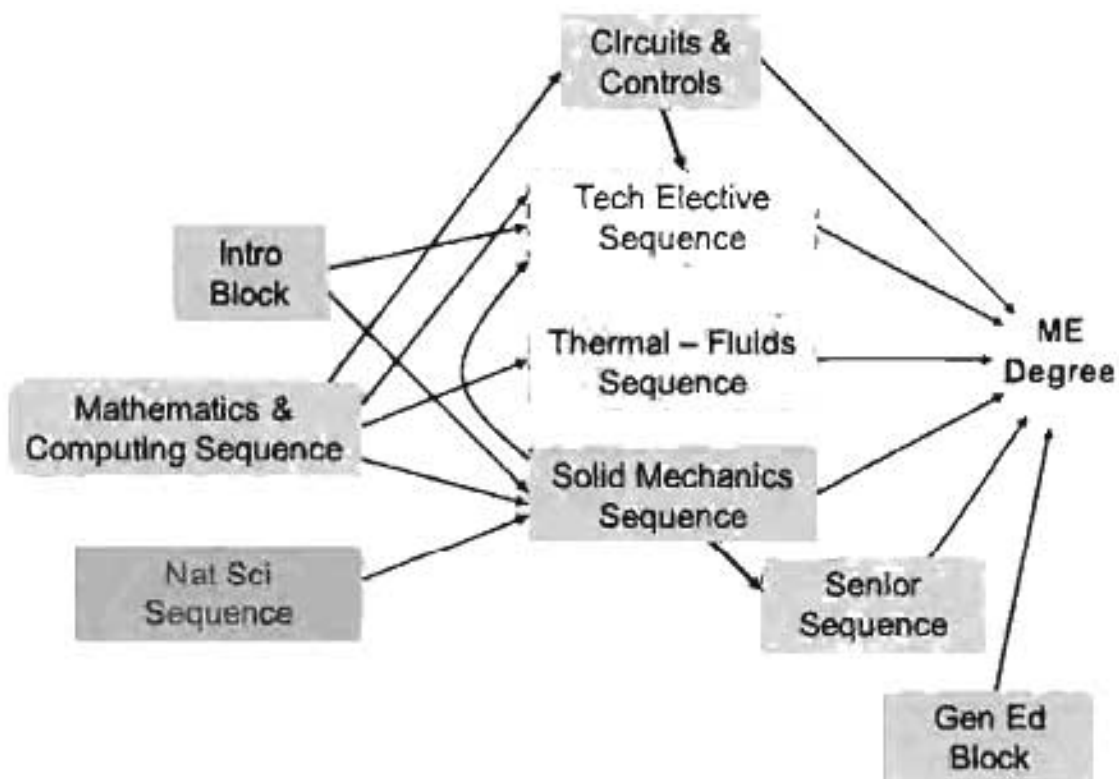 Circuits &
Controls
Tech Elective
Sequence
Intro
Block
Thermal – Fluids
Sequence
ME
Degree
Mathematics &
Computing Sequence
Solid Mechanics
Sequence
Nat Sci
Sequence
Senior
Sequence
Gen Ed
Block